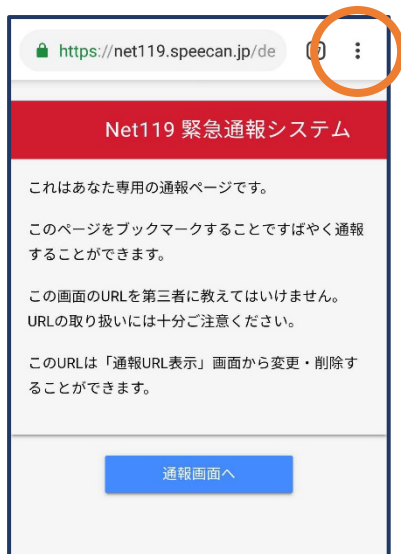 https://net119.speecan.jp/de
Net119 緊急通報システム
これはあなた専用の通報ページです。
このページをブックマークすることですばやく通報
することができます。
この画面のURLを第三者に教えてはいけません。
URLの取り扱いには十分ご注意ください。
このURLは「通報URL表示」画面から変更・削除す
ることができます。
通報画面へ